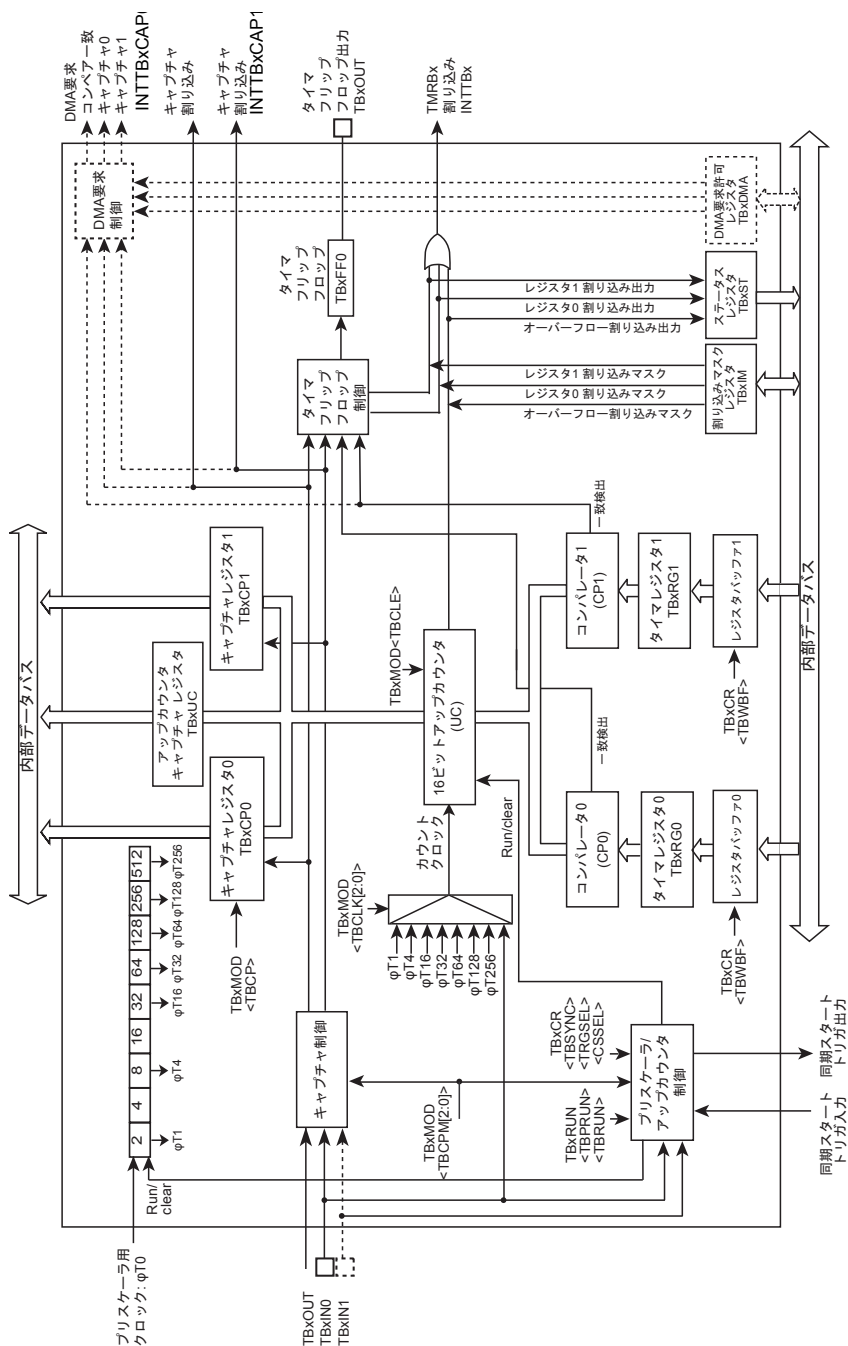 プリスケーラ用
クロック: φT0
Run/
clear
2
4
8
16
32
64
128
256
512
φT1
φT4
φT16
φT32
φT64
φT128
φT256
内部データバス
アップカウンタ
キャプチャ レジスタ
TBxUC
キャプチャレジスタ0
TBxCP0
キャプチャレジスタ1
TBxCP1
TBxMOD
<TBCP>
DMA要求
コンペア一致
キャプチャ0
キャプチャ1
INTTBxCAP0
キャプチャ
割り込み
INTTBxCAP1
キャプチャ
割り込み
DMA要求
制御
TBxOUT
TBxIN0
TBxIN1
キャプチャ制御
TBxMOD
<TBCPM[2:0]>
タイマ
フリップ
フロップ
制御
タイマ
フリップ
フロップ
TBxFF0
タイマ
フリップ
フロップ出力
TBxOUT
TBxMOD
<TBCLK[2:0]>
φT1
φT4
φT16
φT32
φT64
φT128
φT256
カウント
クロック
Run/clear
TBxMOD<TBCLE>
16ビットアップカウンタ
(UC)
TMRBx
割り込み
INTTBx
レジスタ1 割り込み出力
レジスタ0 割り込み出力
オーバーフロー割り込み出力
レジスタ1 割り込みマスク
レジスタ0 割り込みマスク
オーバーフロー割り込みマスク
一致検出
一致検出
TBxRUN
<TBPRUN>
<TBRUN>
TBxCR
<TBSYNC>
<TRGSEL>
<CSSEL>
プリスケーラ/
アップカウンタ
制御
コンパレータ0
(CP0)
タイマレジスタ0
TBxRG0
レジスタバッファ0
TBxCR
<TBWBF>
コンパレータ1
(CP1)
タイマレジスタ1
TBxRG1
レジスタバッファ1
TBxCR
<TBWBF>
割り込みマスク
レジスタ
TBxIM
ステータス
レジスタ
TBxST
DMA要求許可
レジスタ
TBxDMA
内部データバス
同期スタート
トリガ入力
同期スタート
トリガ出力